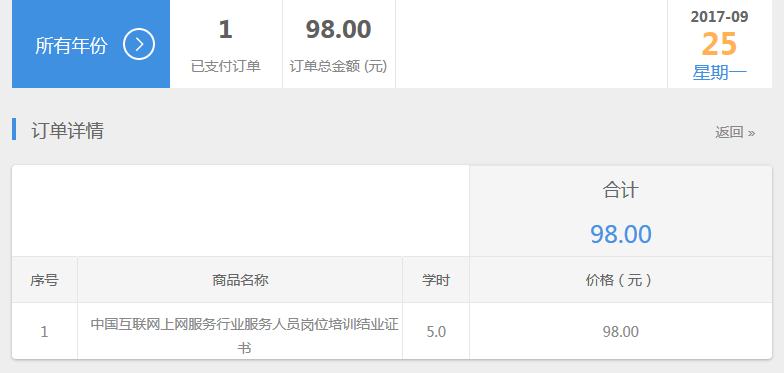 所有年份
1
已支付订单
98.00
订单总金额 (元)
2017-09
25
星期一
订单详情
返回 »
合计
98.00
序号
商品名称
学时
价格 ( 元 )
1
中国互联网上网服务行业服务人员岗位培训结业证
书
5.0
98.00